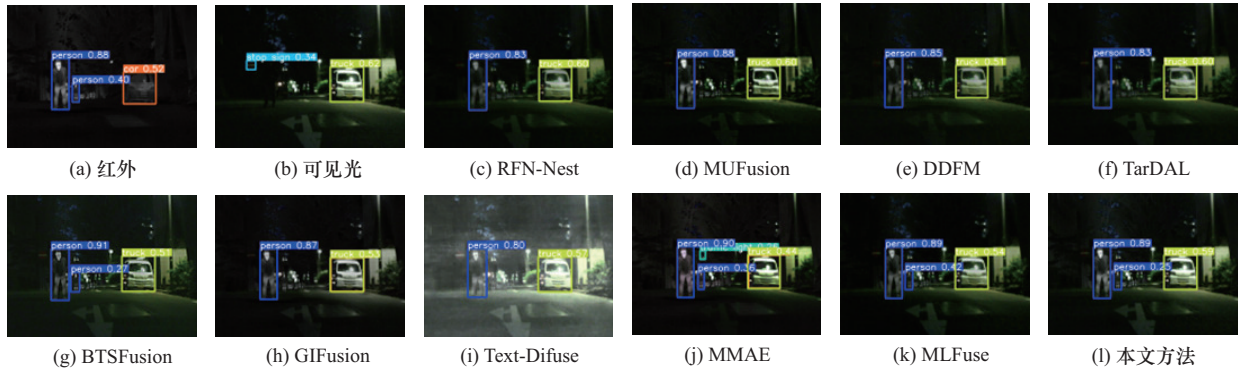 person 0.88
person 0.40
car 0.52
stop sign 0.34
truck 0.62
person 0.83
truck 0.60
person 0.88
truck 0.60
person 0.85
truck 0.51
person 0.83
truck 0.60
(a) 红外
(b) 可见光
(c) RFN-Nest
(d) MUFusion
(e) DDFM
(f) TarDAL
person 0.91
person 0.27
truck 0.51
person 0.87
truck 0.53
person 0.80
truck 0.57
person 0.90
person 0.36
truck 0.44
person 0.89
person 0.42
truck 0.54
person 0.89
person 0.25
truck 0.59
(g) BTSFusion
(h) GIFusion
(i) Text-Difuse
(j) MMAE
(k) MLFuse
(l) 本文方法